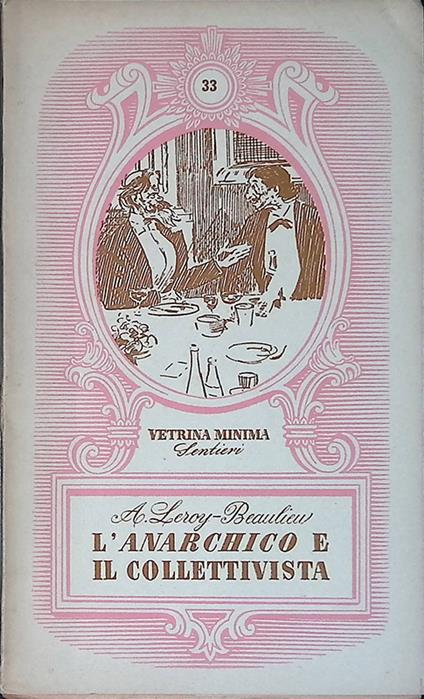 33
VETRINA MINIMA
Sentieri
A. Leroy-Beaulieu
L'ANARCHICO E
IL COLLETTIVISTA